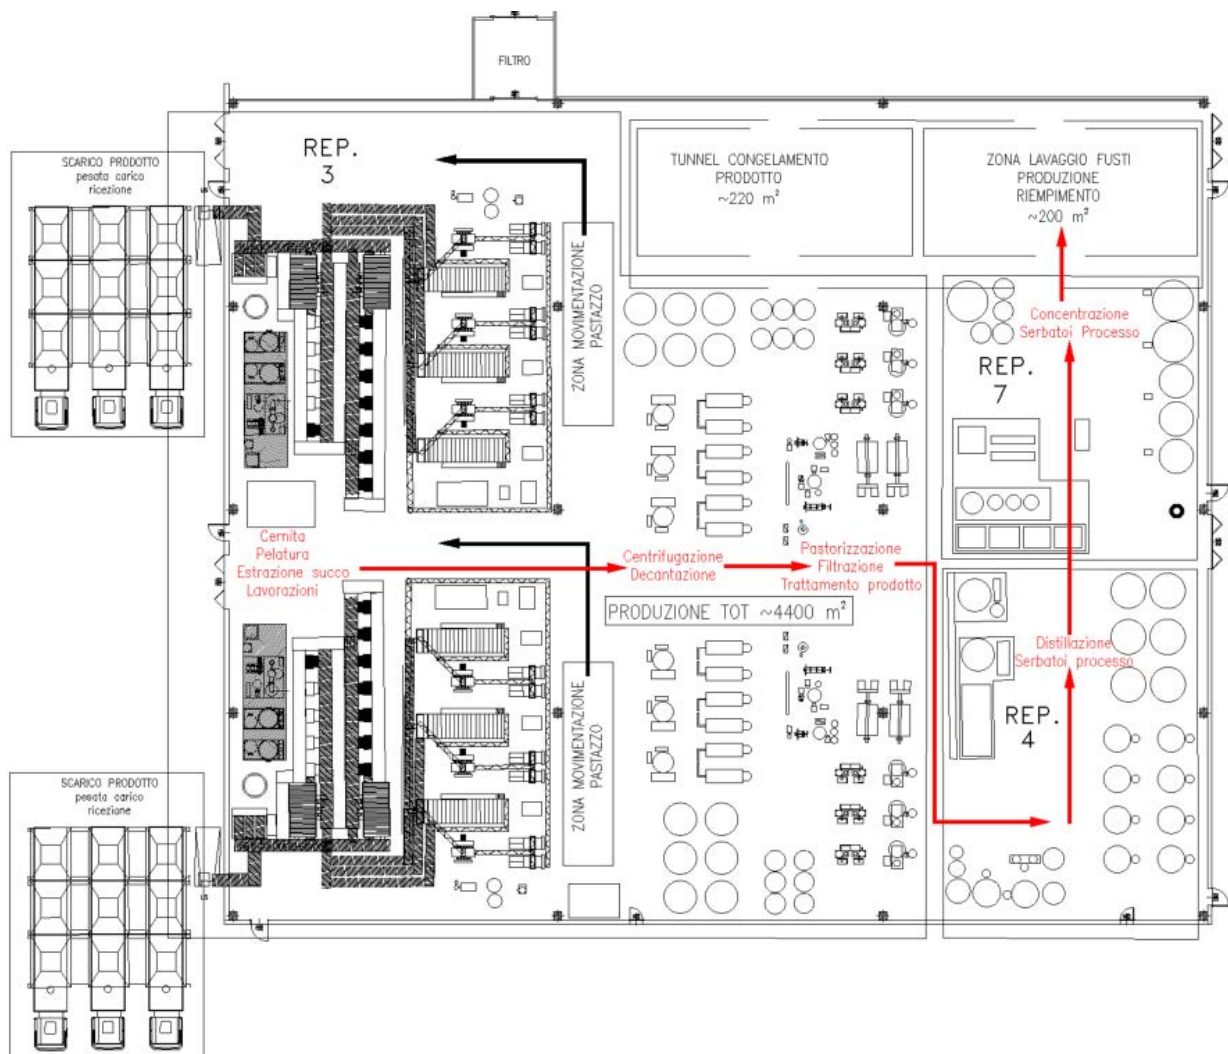 FILTRO
SCARICO PRODOTTO
pesata carico
ricezione
REP.
3
TUNNEL CONGELAMENTO
PRODOTTO
~220 m²
ZONA LAVAGGIO FUSTI
PRODUZIONE
RIEMPIMENTO
~200 m²
ZONA MOVIMENTAZIONE
PASTAZZO
Concentrazione
Serbatoi Processo
REP.
7
Cernita
Pelatura
Estrazione succo
Lavorazioni
Centrifugazione
Decantazione
Pastorizzazione
Filtrazione
Trattamento prodotto
PRODUZIONE TOT ~4400 m²
Distillazione
Serbatoi processo
REP.
4
ZONA MOVIMENTAZIONE
PASTAZZO
SCARICO PRODOTTO
pesata carico
ricezione